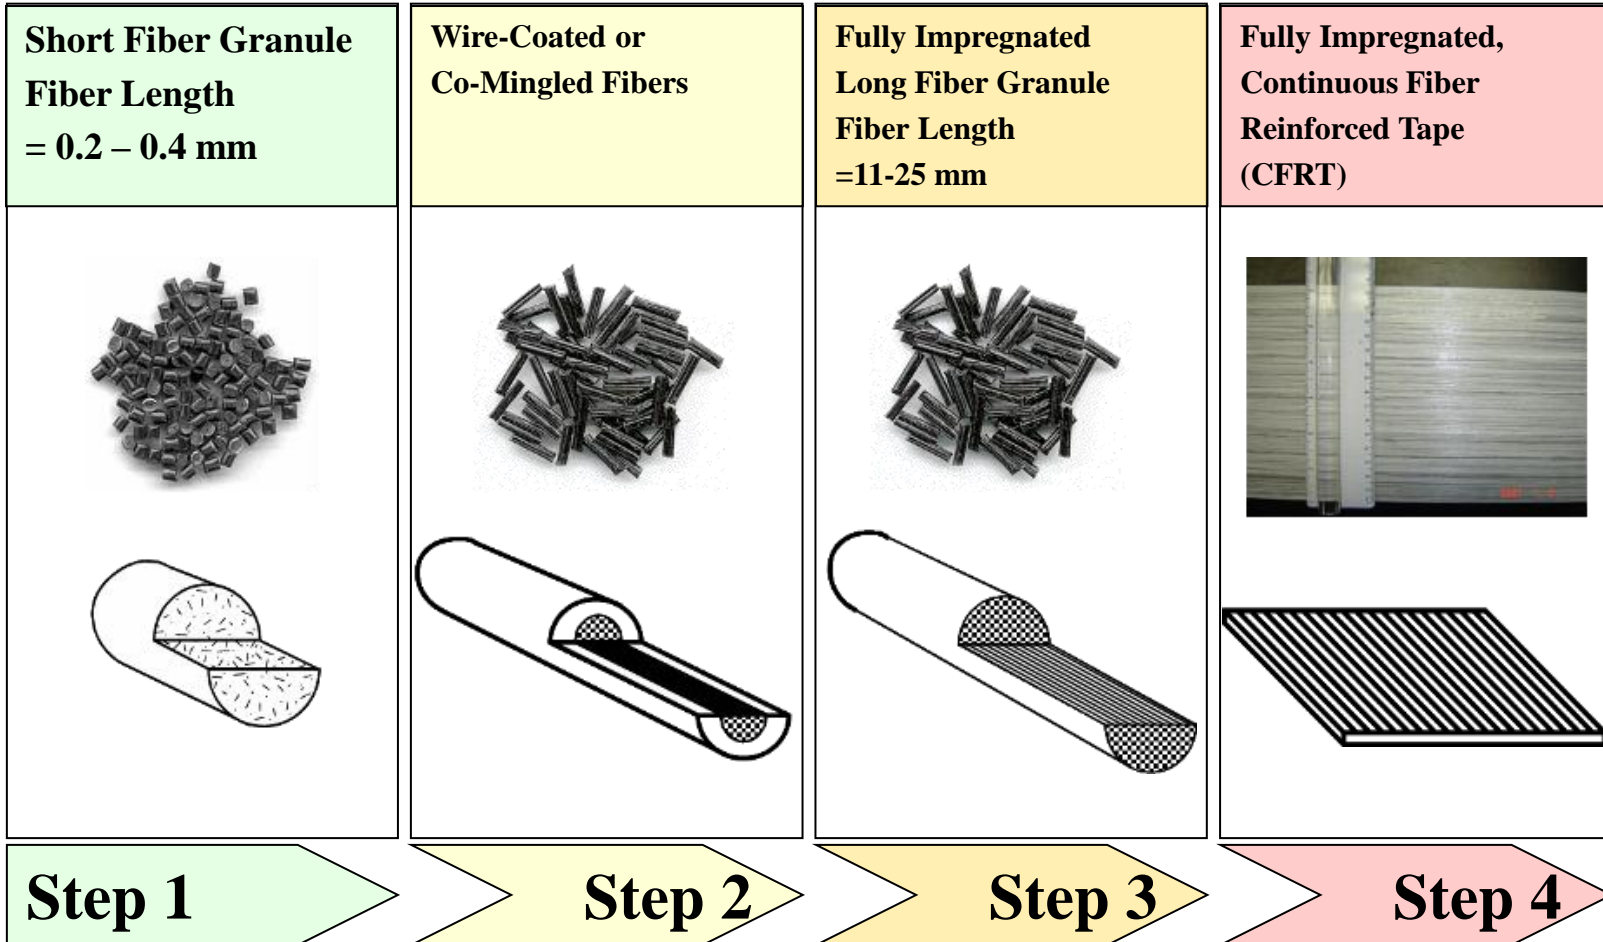 Short Fiber Granule
Fiber Length
= 0.2 – 0.4 mm
Wire-Coated or
Co-Mingled Fibers
Fully Impregnated
Long Fiber Granule
Fiber Length
=11-25 mm
Fully Impregnated,
Continuous Fiber
Reinforced Tape
(CFRT)
Step 1
Step 2
Step 3
Step 4